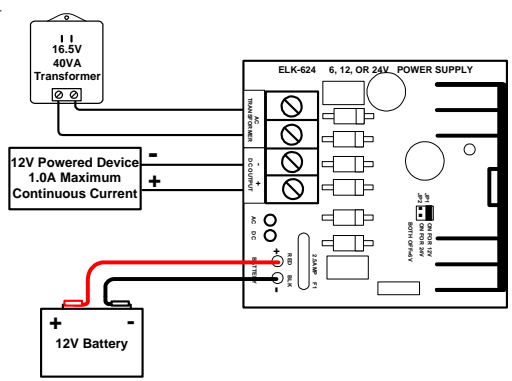 16.5V
40VA
Transformer
ELK-624 6, 12, OR 24V POWER SUPPLY
AC
TRANSFORMER
- DC OUTPUT +
12V Powered Device
1.0A Maximum
Continuous Current
-
+
AC
DC
JP1 ON FOR 12V
JP2 ON FOR 24V
BOTH OFF=6V
+ RED
BATTERY
- BLK
2.5AMP F1
+ -
12V Battery